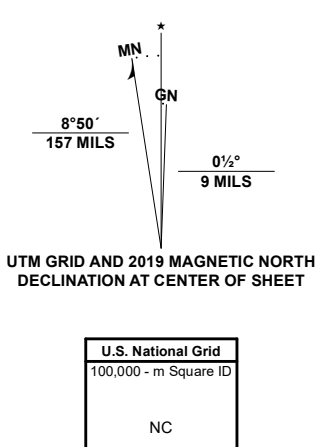 ★
MN
GN
8°50´
157 MILS
0½°
9 MILS
UTM GRID AND 2019 MAGNETIC NORTH
DECLINATION AT CENTER OF SHEET
U.S. National Grid
100,000 - m Square ID
NC